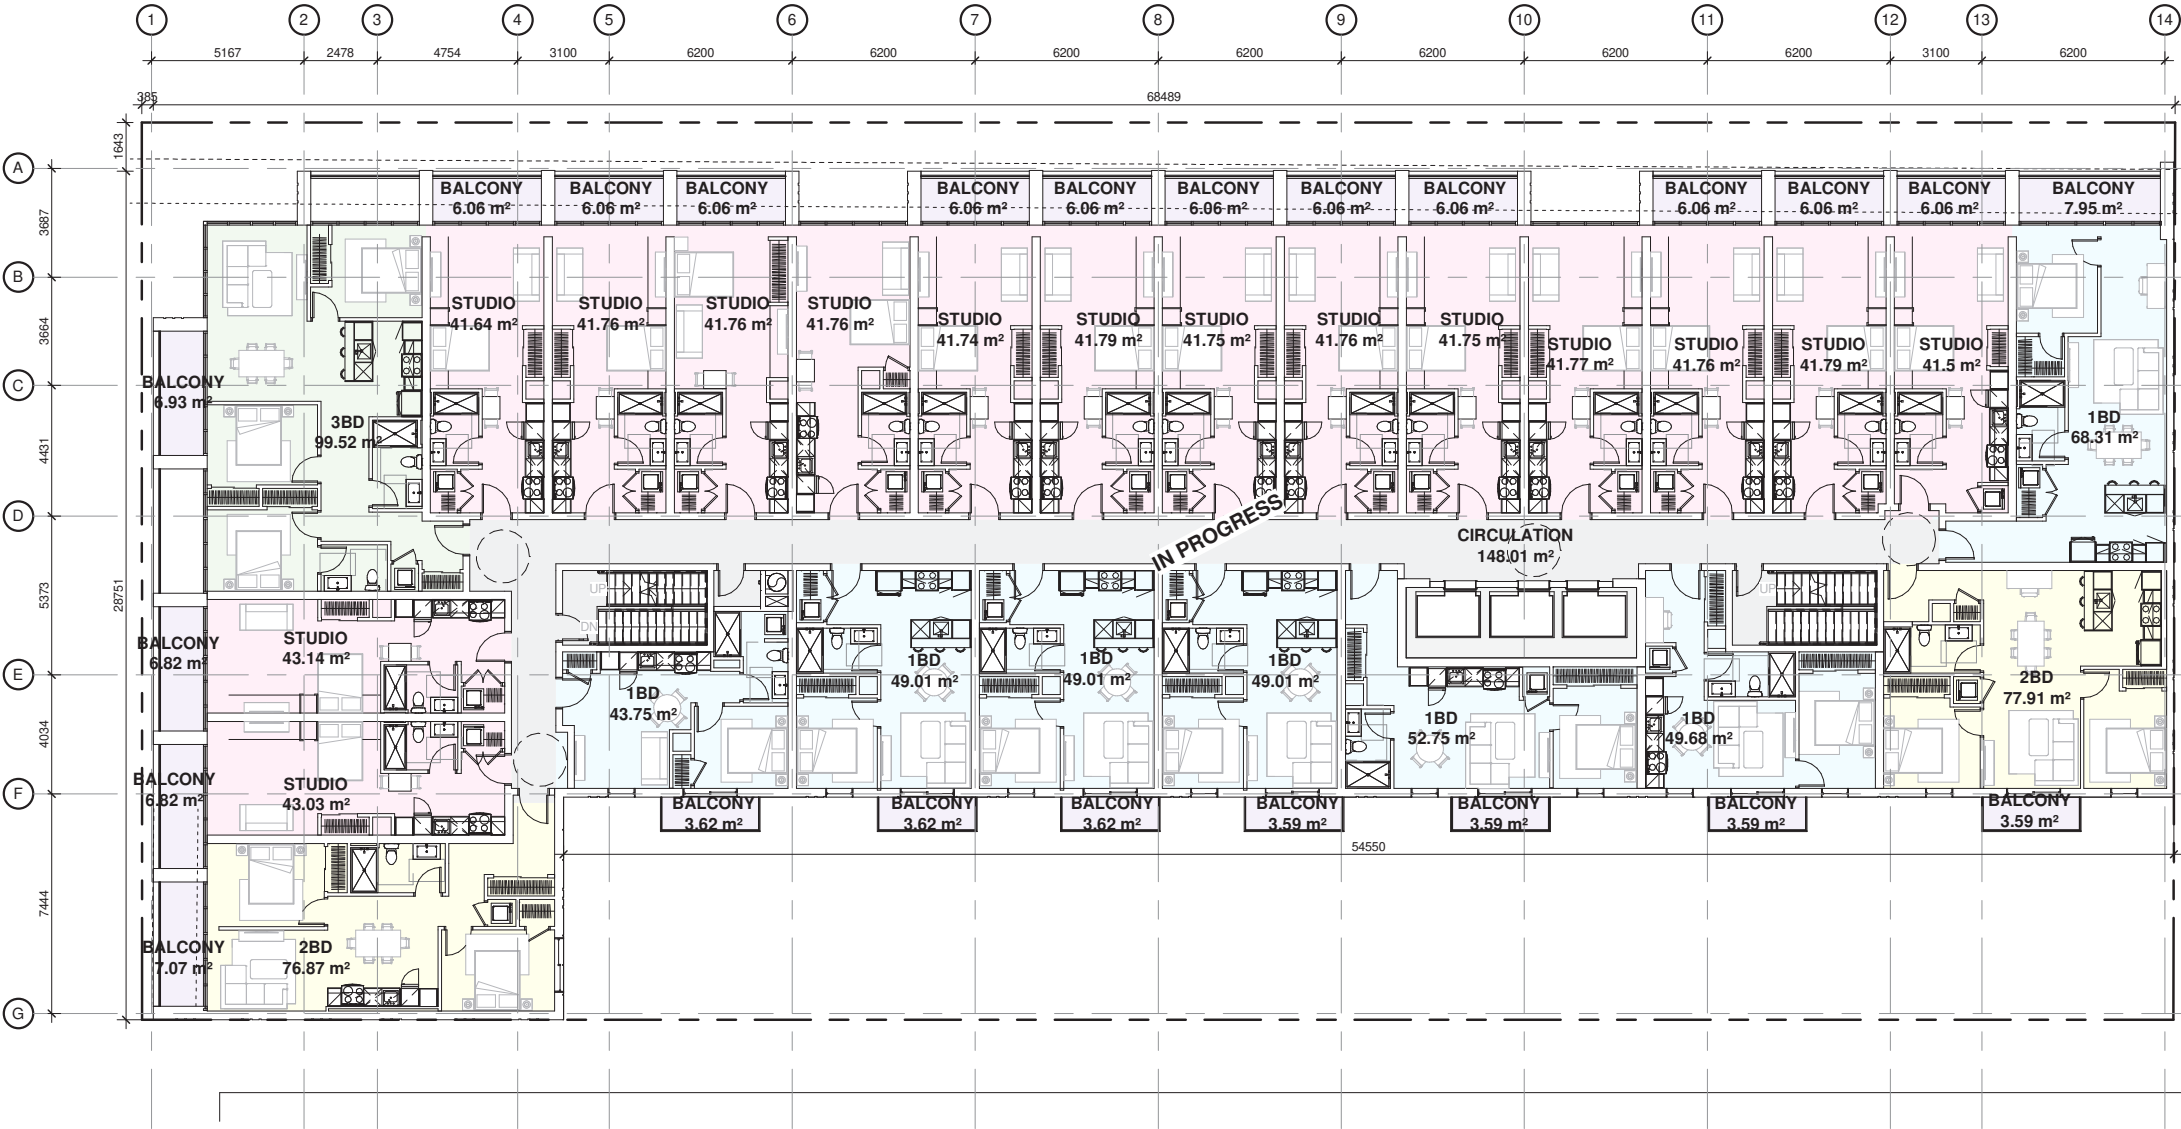 1 2 3 4 5 6 7 8 9 10 11 12 13 14
5167 2478 4754 3100 6200 6200 6200 6200 6200 6200 6200 3100 6200
385 68489
1643
A
BALCONY BALCONY BALCONY BALCONY BALCONY BALCONY BALCONY BALCONY BALCONY BALCONY BALCONY BALCONY
6.06 m² 6.06 m² 6.06 m² 6.06 m² 6.06 m² 6.06 m² 6.06 m² 6.06 m² 6.06 m² 6.06 m² 6.06 m² 7.95 m²
3687
B
STUDIO
41.64 m²
STUDIO
41.76 m²
STUDIO
41.76 m²
STUDIO
41.76 m²
STUDIO
41.74 m²
STUDIO
41.79 m²
STUDIO
41.75 m²
STUDIO
41.76 m²
STUDIO
41.75 m²
STUDIO
41.77 m²
STUDIO
41.76 m²
STUDIO
41.79 m²
STUDIO
41.5 m²
3664
C
BALCONY
6.93 m²
3BD
99.52 m²
1BD
68.31 m²
4431
D
IN PROGRESS
CIRCULATION
148.01 m²
5373
28751
UP
DN
UP
BALCONY
6.82 m²
STUDIO
43.14 m²
E
1BD
43.75 m²
1BD
49.01 m²
1BD
49.01 m²
1BD
49.01 m²
1BD
52.75 m²
1BD
49.68 m²
2BD
77.91 m²
4034
BALCONY
6.82 m²
STUDIO
43.03 m²
F
BALCONY BALCONY BALCONY BALCONY BALCONY BALCONY BALCONY
3.62 m² 3.62 m² 3.62 m² 3.59 m² 3.59 m² 3.59 m² 3.59 m²
54550
7444
BALCONY
7.07 m²
2BD
76.87 m²
G